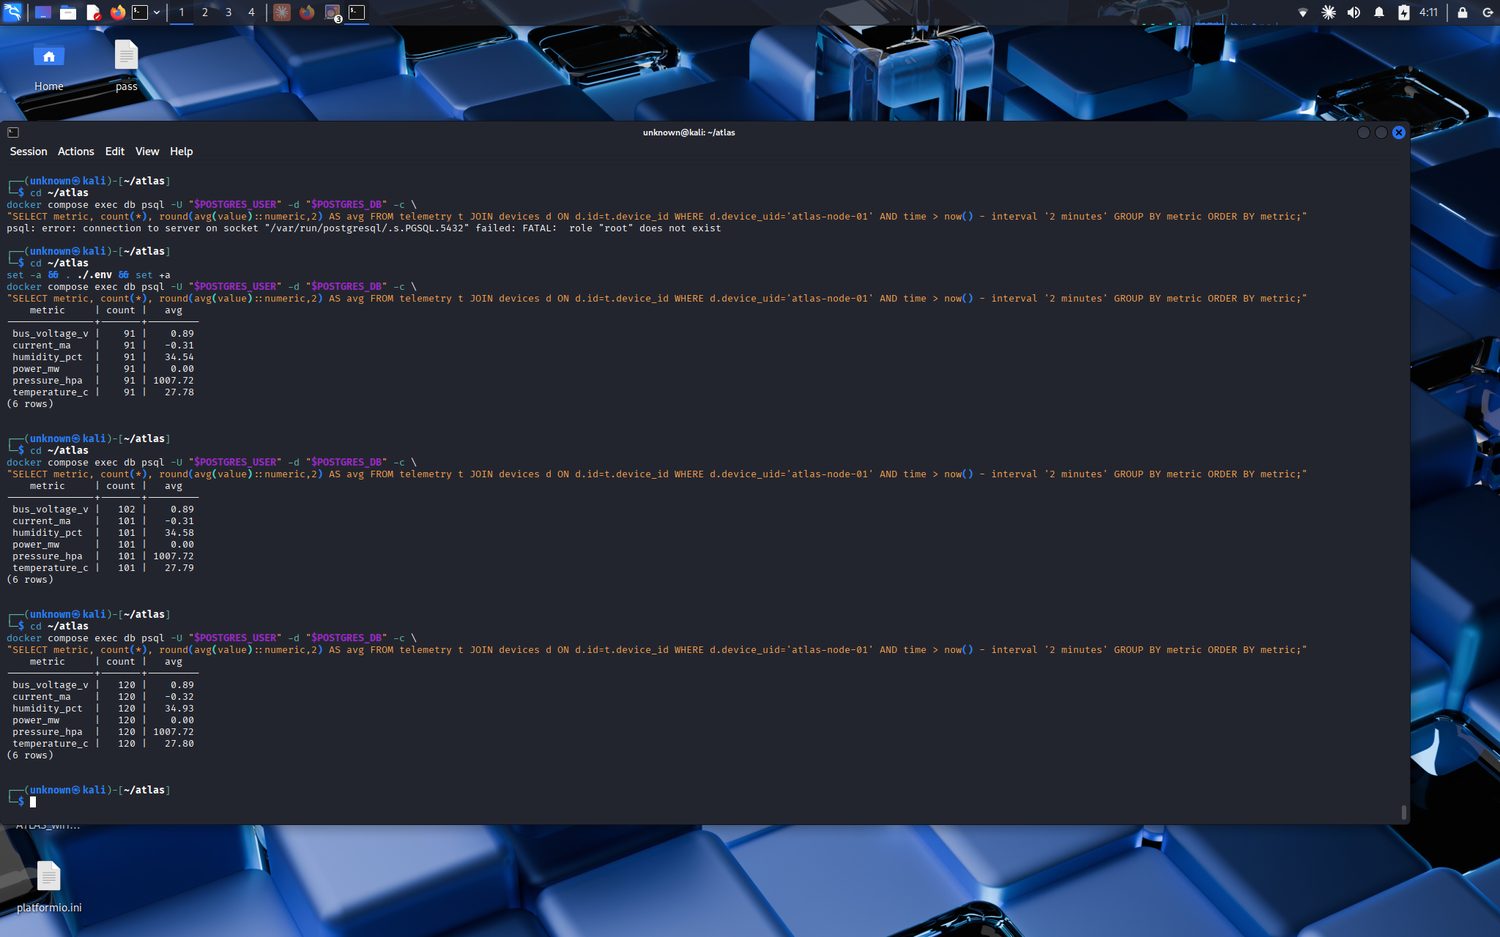 1 2 3 4
3
4:11
Home
pass
unknown@kali: ~/atlas
Session Actions Edit View Help
┌──(unknown㉿kali)-[~/atlas]
└─$ cd ~/atlas
docker compose exec db psql -U "$POSTGRES_USER" -d "$POSTGRES_DB" -c \
"SELECT metric, count(*), round(avg(value)::numeric,2) AS avg FROM telemetry t JOIN devices d ON d.id=t.device_id WHERE d.device_uid='atlas-node-01' AND time > now() - interval '2 minutes' GROUP BY metric ORDER BY metric;"
psql: error: connection to server on socket "/var/run/postgresql/.s.PGSQL.5432" failed: FATAL:  role "root" does not exist
┌──(unknown㉿kali)-[~/atlas]
└─$ cd ~/atlas
set -a && . ./.env && set +a
docker compose exec db psql -U "$POSTGRES_USER" -d "$POSTGRES_DB" -c \
"SELECT metric, count(*), round(avg(value)::numeric,2) AS avg FROM telemetry t JOIN devices d ON d.id=t.device_id WHERE d.device_uid='atlas-node-01' AND time > now() - interval '2 minutes' GROUP BY metric ORDER BY metric;"
metric | count | avg
---------------+-------+---------
bus_voltage_v | 91 | 0.89
current_ma | 91 | -0.31
humidity_pct | 91 | 34.54
power_mw | 91 | 0.00
pressure_hpa | 91 | 1007.72
temperature_c | 91 | 27.78
(6 rows)
┌──(unknown㉿kali)-[~/atlas]
└─$ cd ~/atlas
docker compose exec db psql -U "$POSTGRES_USER" -d "$POSTGRES_DB" -c \
"SELECT metric, count(*), round(avg(value)::numeric,2) AS avg FROM telemetry t JOIN devices d ON d.id=t.device_id WHERE d.device_uid='atlas-node-01' AND time > now() - interval '2 minutes' GROUP BY metric ORDER BY metric;"
metric | count | avg
---------------+-------+---------
bus_voltage_v | 102 | 0.89
current_ma | 101 | -0.31
humidity_pct | 101 | 34.58
power_mw | 101 | 0.00
pressure_hpa | 101 | 1007.72
temperature_c | 101 | 27.79
(6 rows)
┌──(unknown㉿kali)-[~/atlas]
└─$ cd ~/atlas
docker compose exec db psql -U "$POSTGRES_USER" -d "$POSTGRES_DB" -c \
"SELECT metric, count(*), round(avg(value)::numeric,2) AS avg FROM telemetry t JOIN devices d ON d.id=t.device_id WHERE d.device_uid='atlas-node-01' AND time > now() - interval '2 minutes' GROUP BY metric ORDER BY metric;"
metric | count | avg
---------------+-------+---------
bus_voltage_v | 120 | 0.89
current_ma | 120 | -0.32
humidity_pct | 120 | 34.93
power_mw | 120 | 0.00
pressure_hpa | 120 | 1007.72
temperature_c | 120 | 27.80
(6 rows)
┌──(unknown㉿kali)-[~/atlas]
└─$
platformio.ini